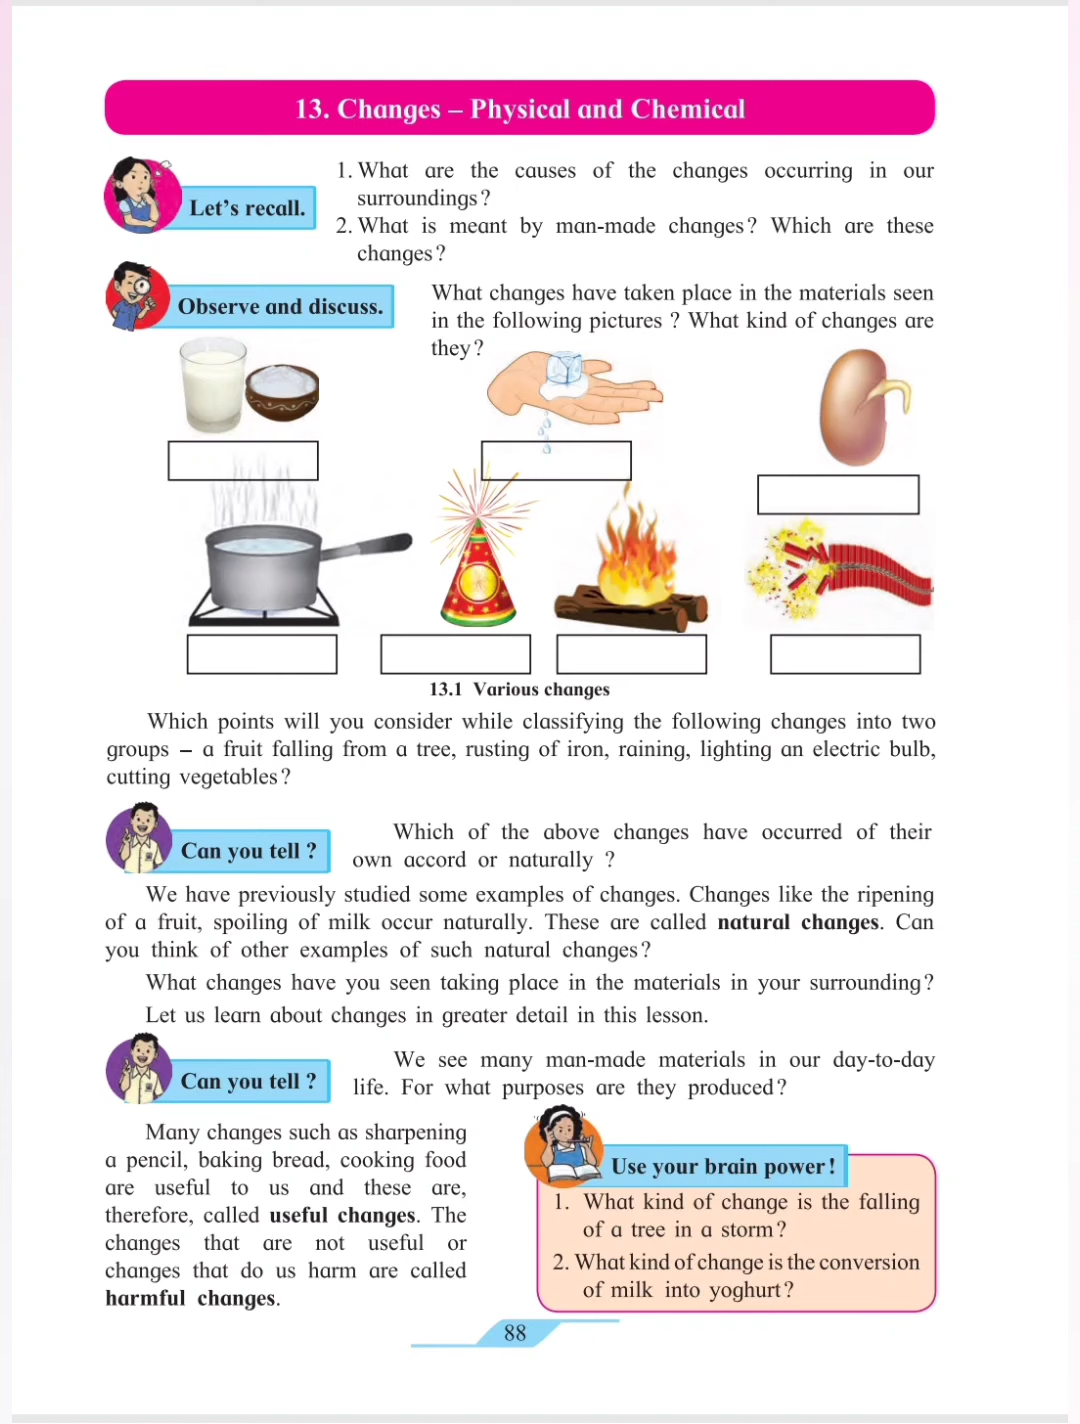 13. Changes – Physical and Chemical
Let's recall.
1. What are the causes of the changes occurring in our
surroundings?
2. What is meant by man-made changes? Which are these
changes?
Observe and discuss.
What changes have taken place in the materials seen
in the following pictures ? What kind of changes are
they?
13.1 Various changes
Which points will you consider while classifying the following changes into two
groups – a fruit falling from a tree, rusting of iron, raining, lighting an electric bulb,
cutting vegetables?
Can you tell ?
Which of the above changes have occurred of their
own accord or naturally ?
We have previously studied some examples of changes. Changes like the ripening
of a fruit, spoiling of milk occur naturally. These are called natural changes. Can
you think of other examples of such natural changes?
What changes have you seen taking place in the materials in your surrounding?
Let us learn about changes in greater detail in this lesson.
Can you tell ?
We see many man-made materials in our day-to-day
life. For what purposes are they produced?
Many changes such as sharpening
a pencil, baking bread, cooking food
are useful to us and these are,
therefore, called useful changes. The
changes that are not useful or
changes that do us harm are called
harmful changes.
Use your brain power!
1. What kind of change is the falling
of a tree in a storm?
2. What kind of change is the conversion
of milk into yoghurt?
88